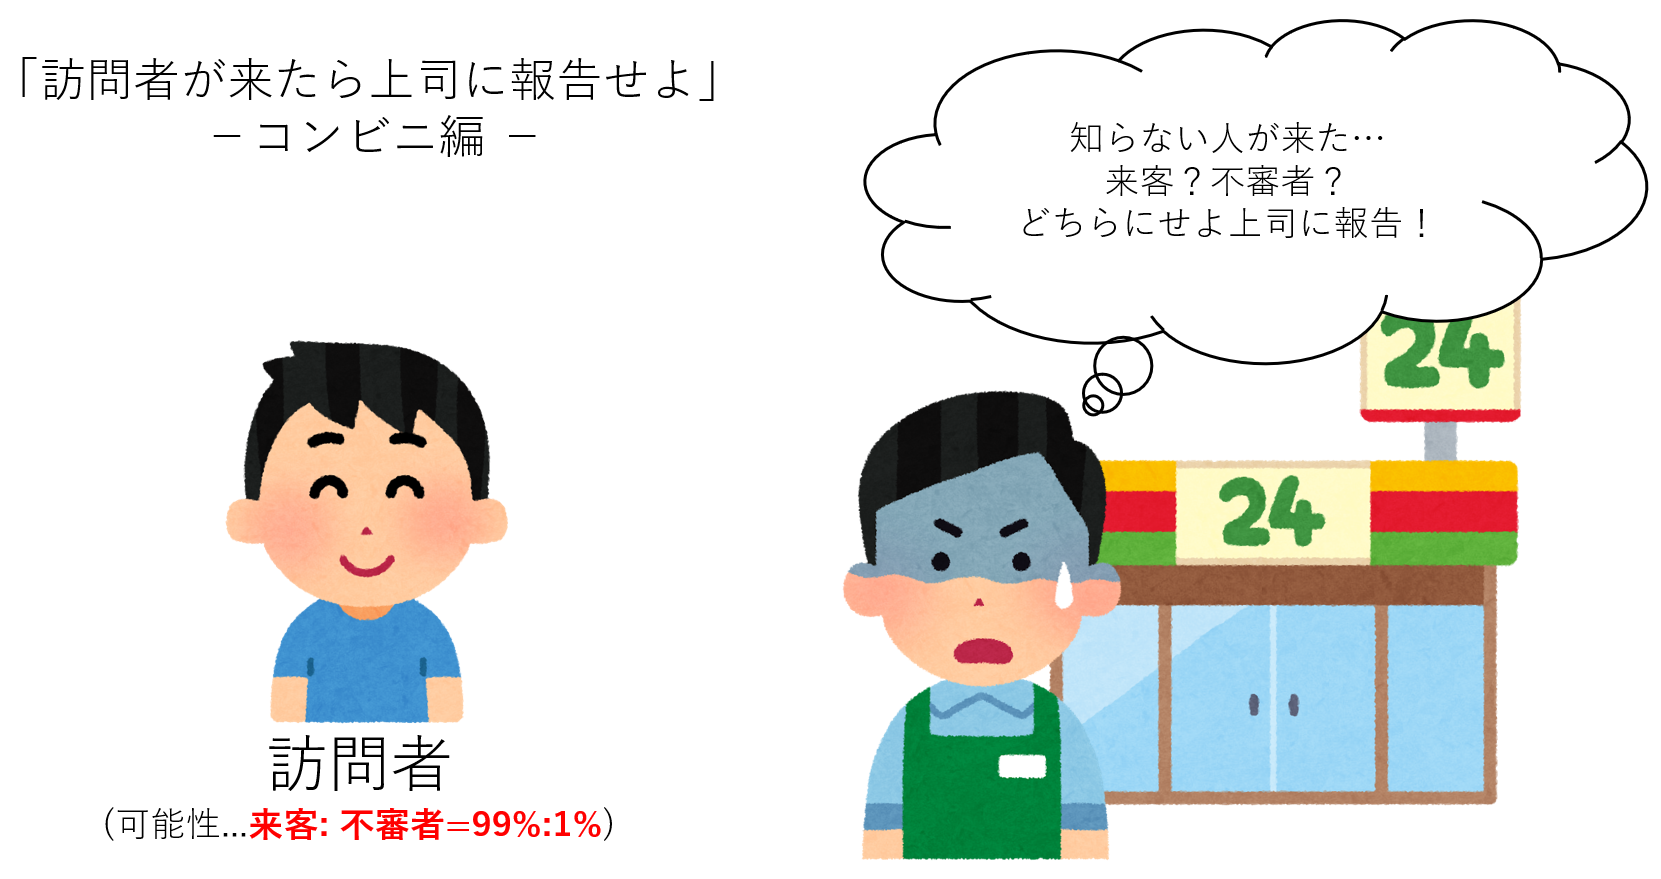 「訪問者が来たら上司に報告せよ」
－コンビニ編 －
知らない人が来た…
来客？不審者？
どちらにせよ上司に報告！
24
24
訪問者
（可能性…来客: 不審者=99%:1%）